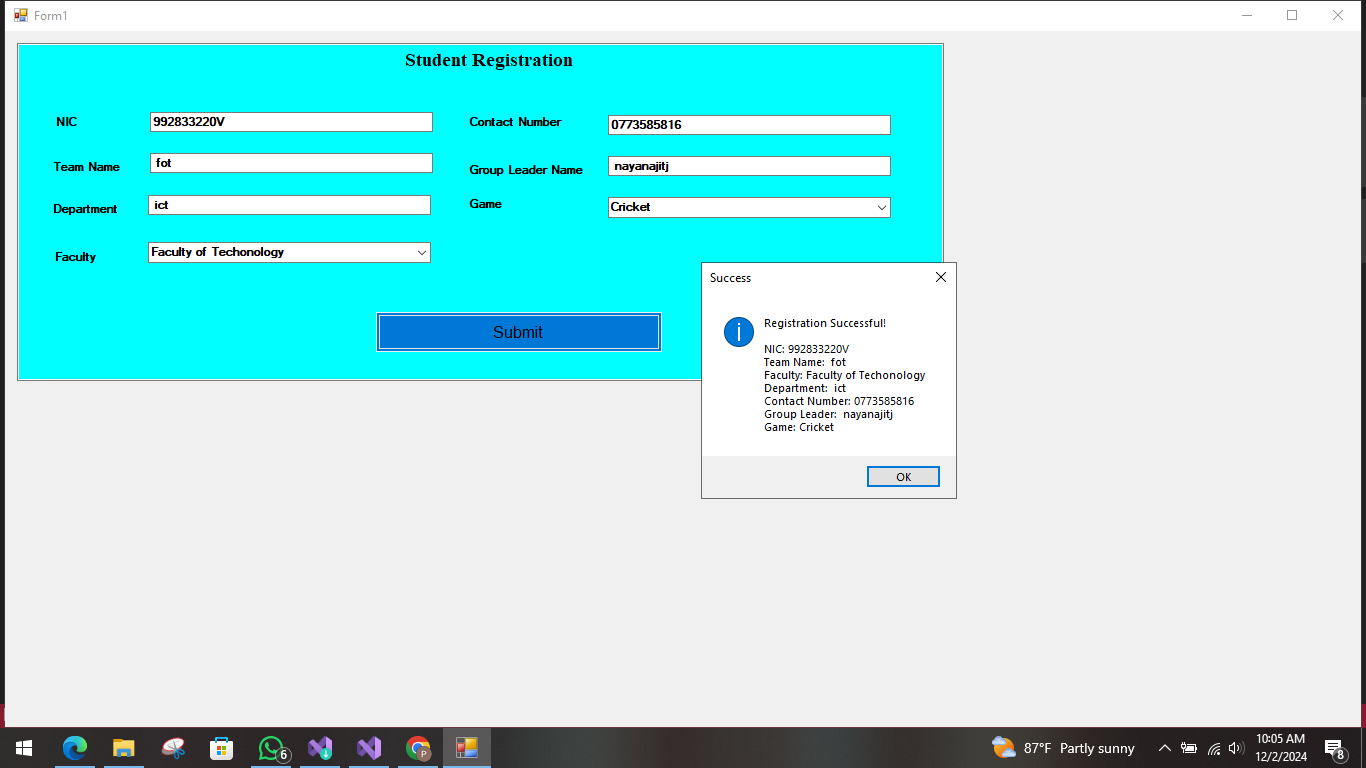 Form1
Student Registration
NIC
992833220V
Contact Number
0773585816
Team Name
fot
Group Leader Name
nayanajitj
Department
ict
Game
Cricket
Faculty
Faculty of Techonology
Submit
Success
Registration Successful!
NIC: 992833220V
Team Name:  fot
Faculty: Faculty of Techonology
Department:  ict
Contact Number: 0773585816
Group Leader:  nayanajitj
Game: Cricket
OK
6
P
87°F Partly sunny
10:05 AM
12/2/2024
8